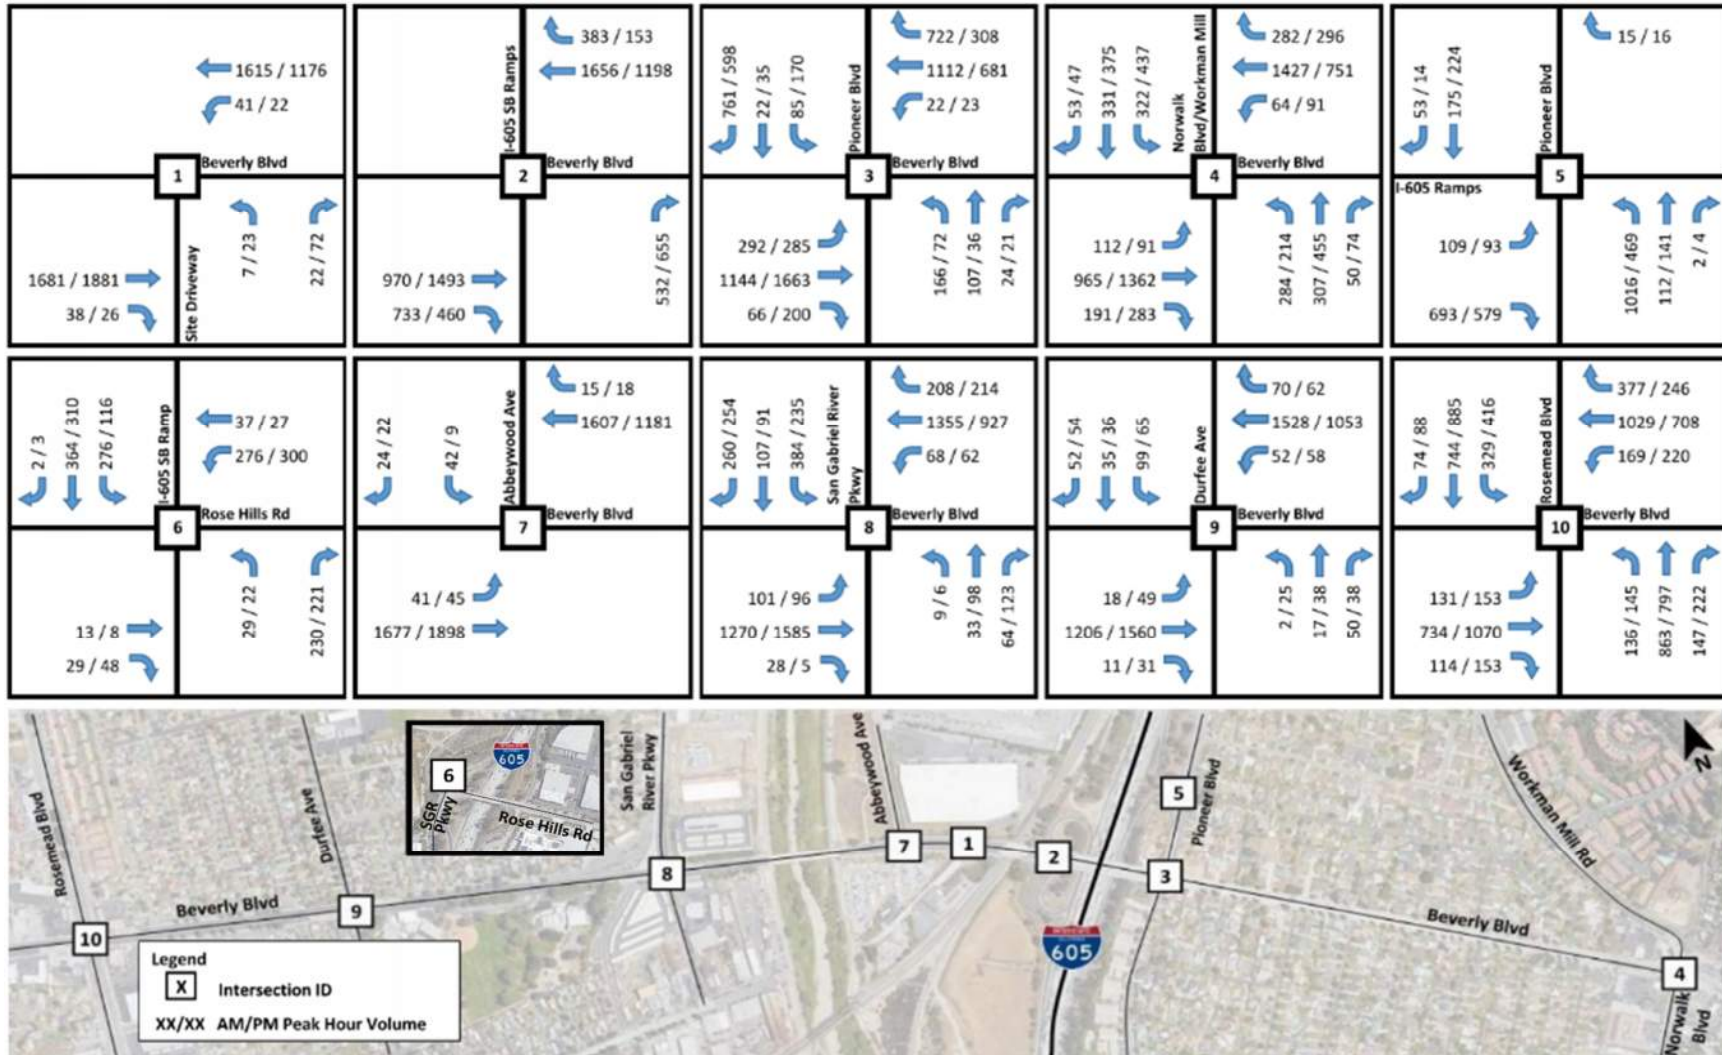 1615 / 1176
41 / 22
Beverly Blvd
1
Site Driveway
7 / 23
22 / 72
1681 / 1881
38 / 26
I-605 SB Ramps
383 / 153
1656 / 1198
Beverly Blvd
2
532 / 655
970 / 1493
733 / 460
761 / 598
22 / 35
85 / 170
Pioneer Blvd
722 / 308
1112 / 681
22 / 23
Beverly Blvd
3
292 / 285
1144 / 1663
66 / 200
166 / 72
107 / 36
24 / 21
53 / 47
331 / 375
322 / 437
Norwalk
Blvd/Workman Mill
282 / 296
1427 / 751
64 / 91
Beverly Blvd
4
112 / 91
965 / 1362
191 / 283
284 / 214
307 / 455
50 / 74
53 / 14
175 / 224
Pioneer Blvd
15 / 16
I-605 Ramps
5
109 / 93
693 / 579
1016 / 469
112 / 141
2 / 4
2 / 3
364 / 310
276 / 116
I-605 SB Ramp
37 / 27
276 / 300
Rose Hills Rd
6
13 / 8
29 / 48
29 / 22
230 / 221
24 / 22
42 / 9
Abbeywood Ave
15 / 18
1607 / 1181
Beverly Blvd
7
41 / 45
1677 / 1898
260 / 254
107 / 91
384 / 235
San Gabriel River
Pkwy
208 / 214
1355 / 927
68 / 62
Beverly Blvd
8
101 / 96
1270 / 1585
28 / 5
9 / 6
33 / 98
64 / 123
52 / 54
35 / 36
99 / 65
Durfee Ave
70 / 62
1528 / 1053
52 / 58
Beverly Blvd
9
18 / 49
1206 / 1560
11 / 31
2 / 25
17 / 38
50 / 38
74 / 88
744 / 885
329 / 416
Rosemead Blvd
377 / 246
1029 / 708
169 / 220
Beverly Blvd
10
131 / 153
734 / 1070
114 / 153
136 / 145
863 / 797
147 / 222
Rosemead Blvd
Durfee Ave
6
605
SGR
Pkwy
Rose Hills Rd
San Gabriel
River Pkwy
Abbeywood Ave
5
Pioneer Blvd
Workman Mill Rd
N
10
Beverly Blvd
9
8
7
1
2
3
605
Beverly Blvd
4
Norwalk
Blvd
Legend
X Intersection ID
XX/XX AM/PM Peak Hour Volume